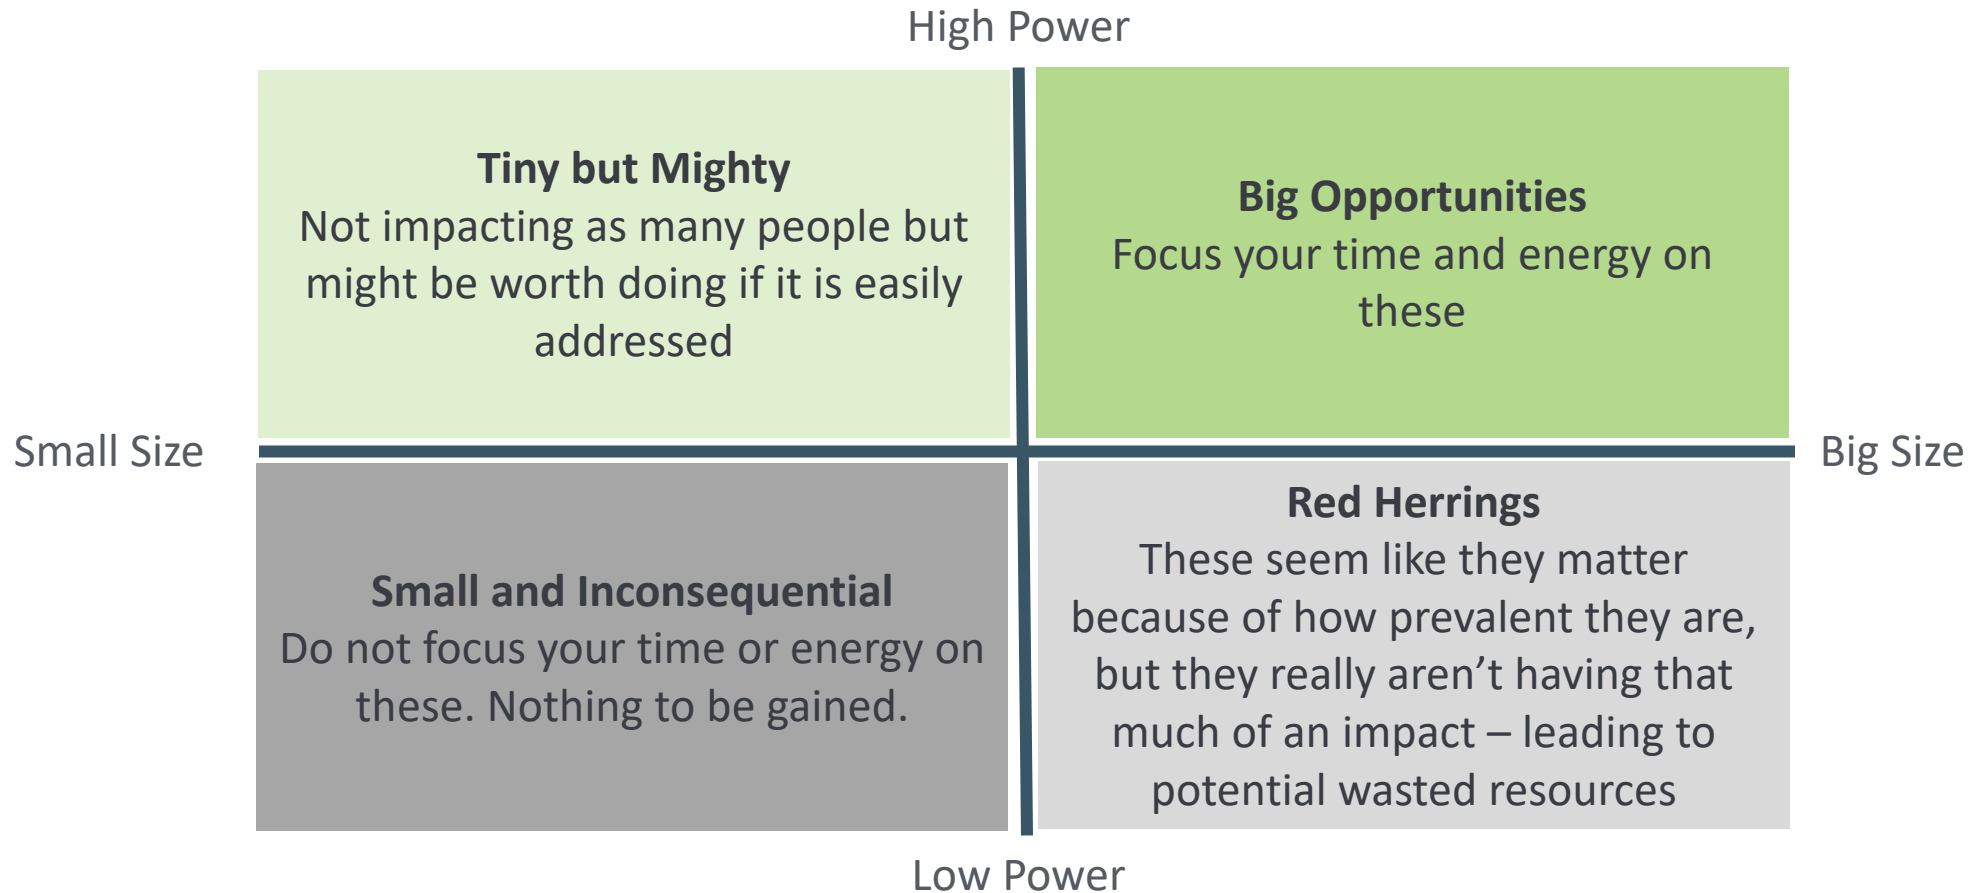 High Power
Tiny but Mighty
Not impacting as many people but
might be worth doing if it is easily
addressed
Big Opportunities
Focus your time and energy on
these
Small Size
Big Size
Small and Inconsequential
Do not focus your time or energy on
these. Nothing to be gained.
Red Herrings
These seem like they matter
because of how prevalent they are,
but they really aren’t having that
much of an impact – leading to
potential wasted resources
Low Power